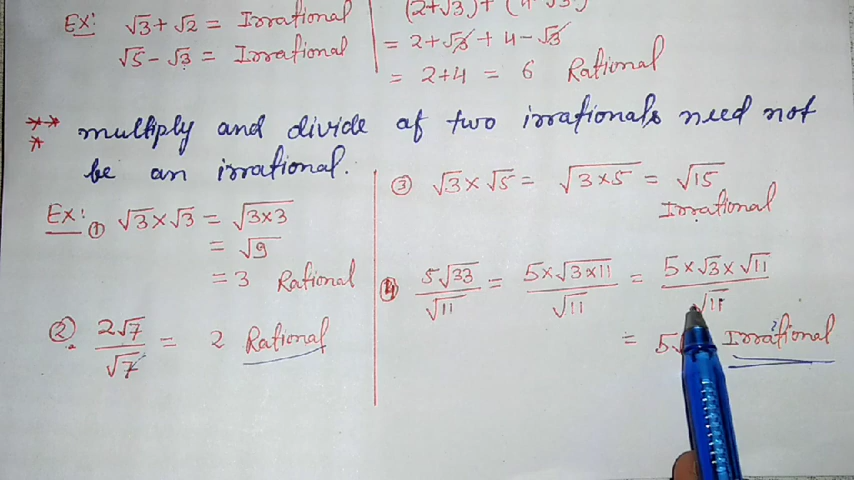 Ex: √3 + √2 = Irrational
√5 - √3 = Irrational
(2+√3) +
= 2+√3 + 4-√3
= 2+4 = 6 Rational
*** multiply and divide of two irrationals need not
be an irrational.
Ex: ① √3 × √3 = √3×3
= √9
= 3 Rational
② 2√7/√7 = 2 Rational
③ √3 × √5 = √3×5 = √15
Irrational
④ 5√33/√11 = 5×√3×11/√11 = 5×√3×√11/√11
= 5 Irrational